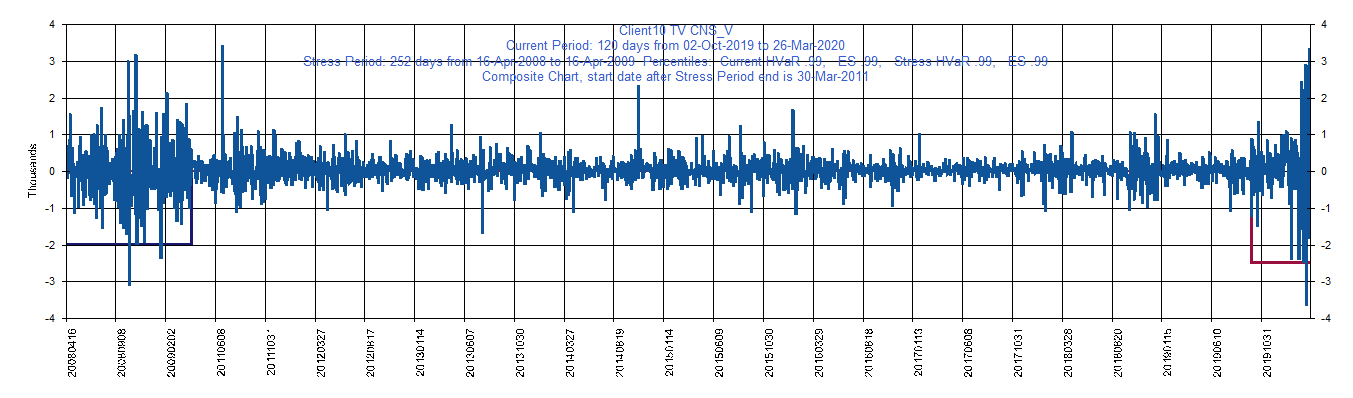 Client10 TV CNS_V
Current Period: 120 days from 02-Oct-2019 to 26-Mar-2020
Stress Period: 252 days from 16-Apr-2008 to 16-Apr-2009 Percentiles: Current HVaR .99, ES .99, Stress HVaR .99, ES .99
Composite Chart, start date after Stress Period end is 30-Mar-2011
4 4
3 3
2 2
1 1
0 0
-1 -1
-2 -2
-3 -3
-4 -4
Thousands
20080416 20080908 20090202 20110608 20111031 20120327 20120817 20130114 20130607 20131030 20140327 20140819 20150114 20150609 20151030 20160329 20160818 20170113 20170608 20171031 20180328 20180820 20190115 20190610 20191031